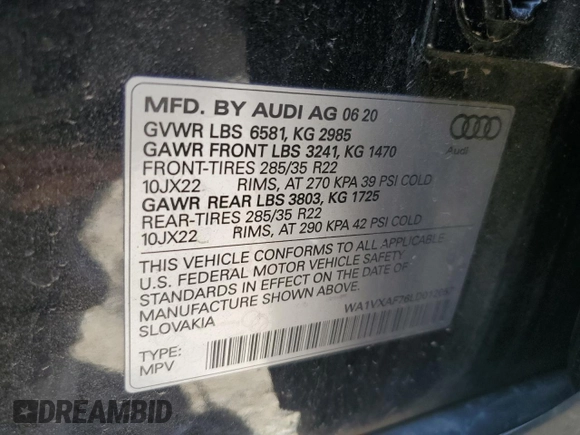 MFD. BY AUDI AG 06 20
GVWR LBS 6581, KG 2985
GAWR FRONT LBS 3241, KG 1470
FRONT-TIRES 285/35 R22
10JX22 RIMS, AT 270 KPA 39 PSI COLD
GAWR REAR LBS 3803, KG 1725
REAR-TIRES 285/35 R22
10JX22 RIMS, AT 290 KPA 42 PSI COLD
THIS VEHICLE CONFORMS TO ALL APPLICABLE
U.S. FEDERAL MOTOR VEHICLE SAFETY
STANDARDS IN EFFECT ON THE DATE OF
MANUFACTURE SHOWN ABOVE.
SLOVAKIA
TYPE:
MPV
Audi
DREAMBID